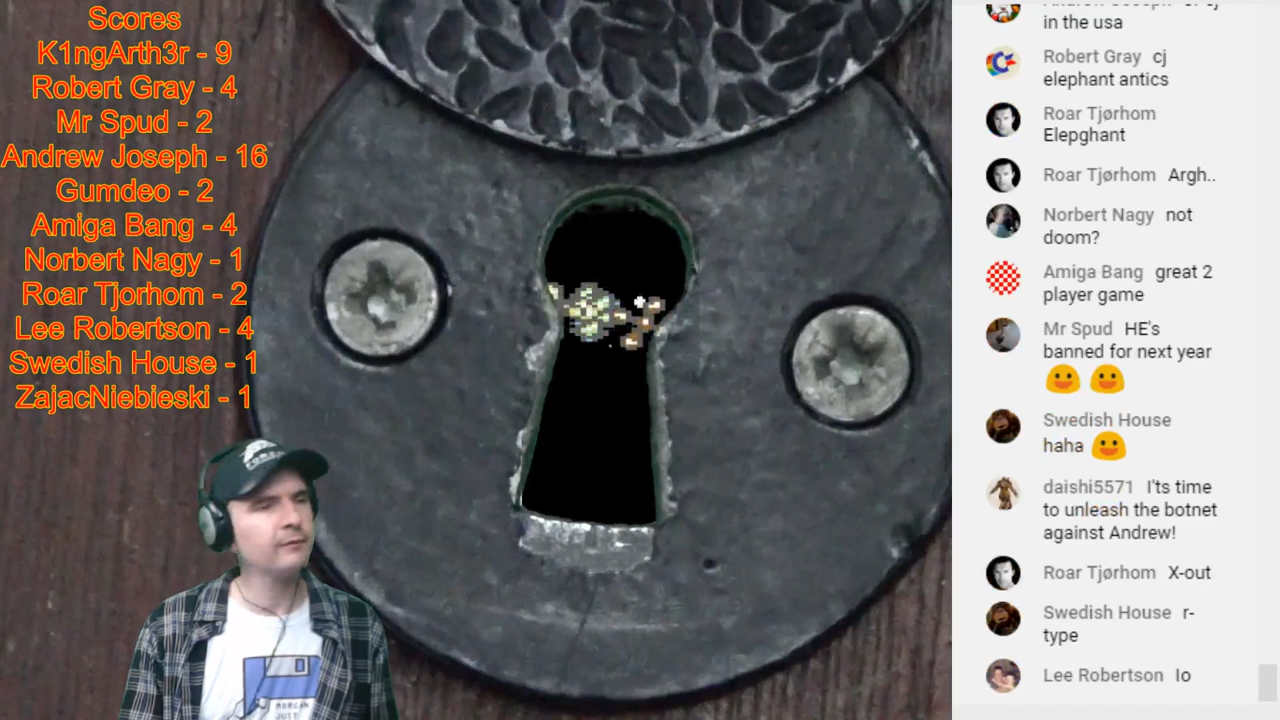 Scores
K1ngArth3r - 9
Robert Gray - 4
Mr Spud - 2
Andrew Joseph - 16
Gumdeo - 2
Amiga Bang - 4
Norbert Nagy - 1
Roar Tjorhom - 2
Lee Robertson - 4
Swedish House - 1
ZajacNiebieski - 1
MORGAN
JUST
in the usa
Robert Gray cj
elephant antics
Roar Tjørhom
Elepghant
Roar Tjørhom Argh..
Norbert Nagy not
doom?
Amiga Bang great 2
player game
Mr Spud HE's
banned for next year
Swedish House
haha
daishi5571 I'ts time
to unleash the botnet
against Andrew!
Roar Tjørhom X-out
Swedish House r-
type
Lee Robertson Io